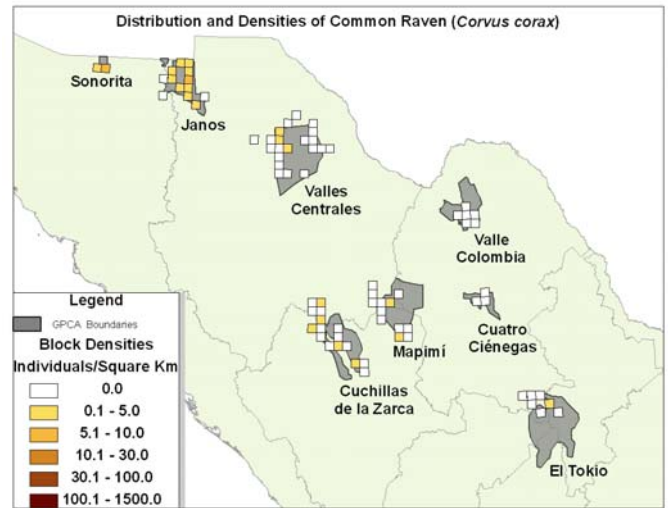 Distribution and Densities of Common Raven (Corvus corax)
Sonorita
Janos
Valles
Centrales
Valle
Colombia
Cuatro
Ciénegas
Mapimí
Cuchillas
de la Zarca
El Tokio
Legend
GPCA Boundaries
Block Densities
Individuals/Square Km
0.0
0.1 - 5.0
5.1 - 10.0
10.1 - 30.0
30.1 - 100.0
100.1 - 1500.0